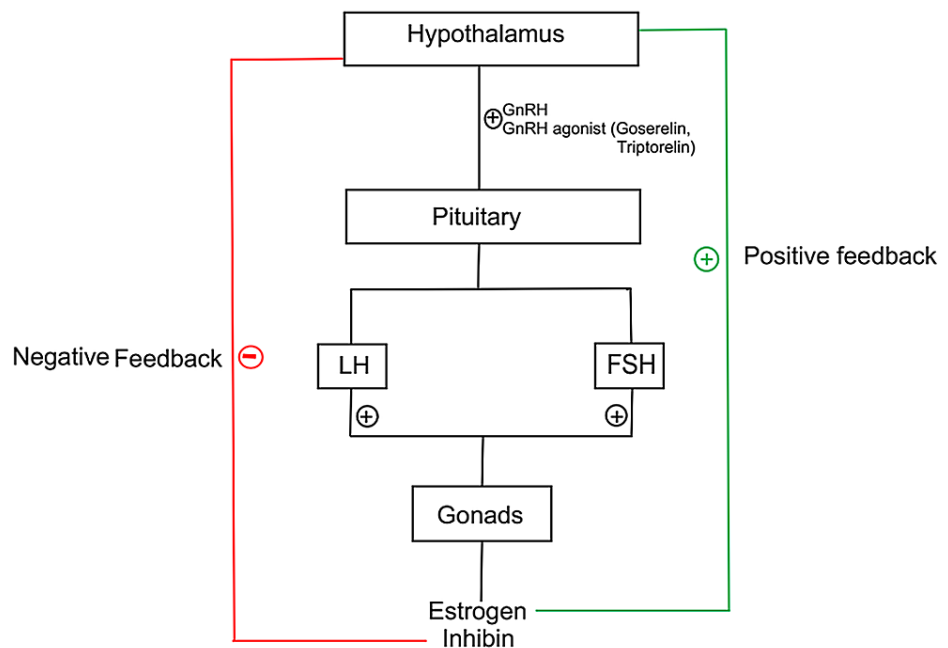 Hypothalamus
GnRH
GnRH agonist (Goserelin,
Triptorelin)
Pituitary
Positive feedback
Negative Feedback
LH
FSH
Gonads
Estrogen
Inhibin